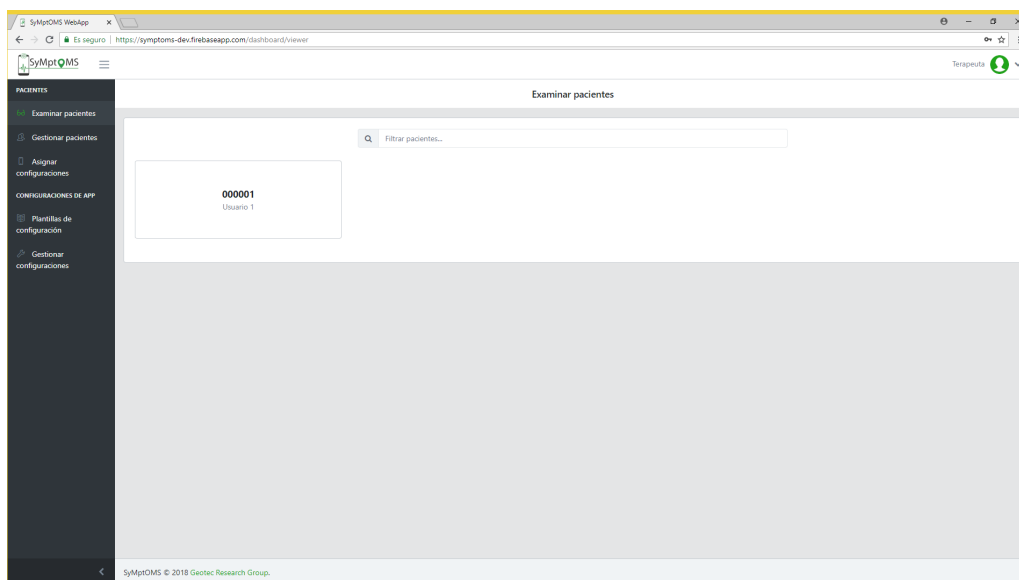 SyMptOMS WebApp
Es seguro
https://symptoms-dev.firebaseapp.com/dashboard/viewer
SyMptOMS
Terapeuta
PACIENTES
Examinar pacientes
Examinar pacientes
Gestionar pacientes
Filtrar pacientes...
Asignar
configuraciones
000001
Usuario 1
CONFIGURACIONES DE APP
Plantillas de
configuración
Gestionar
configuraciones
SyMptOMS © 2018 Geotec Research Group.